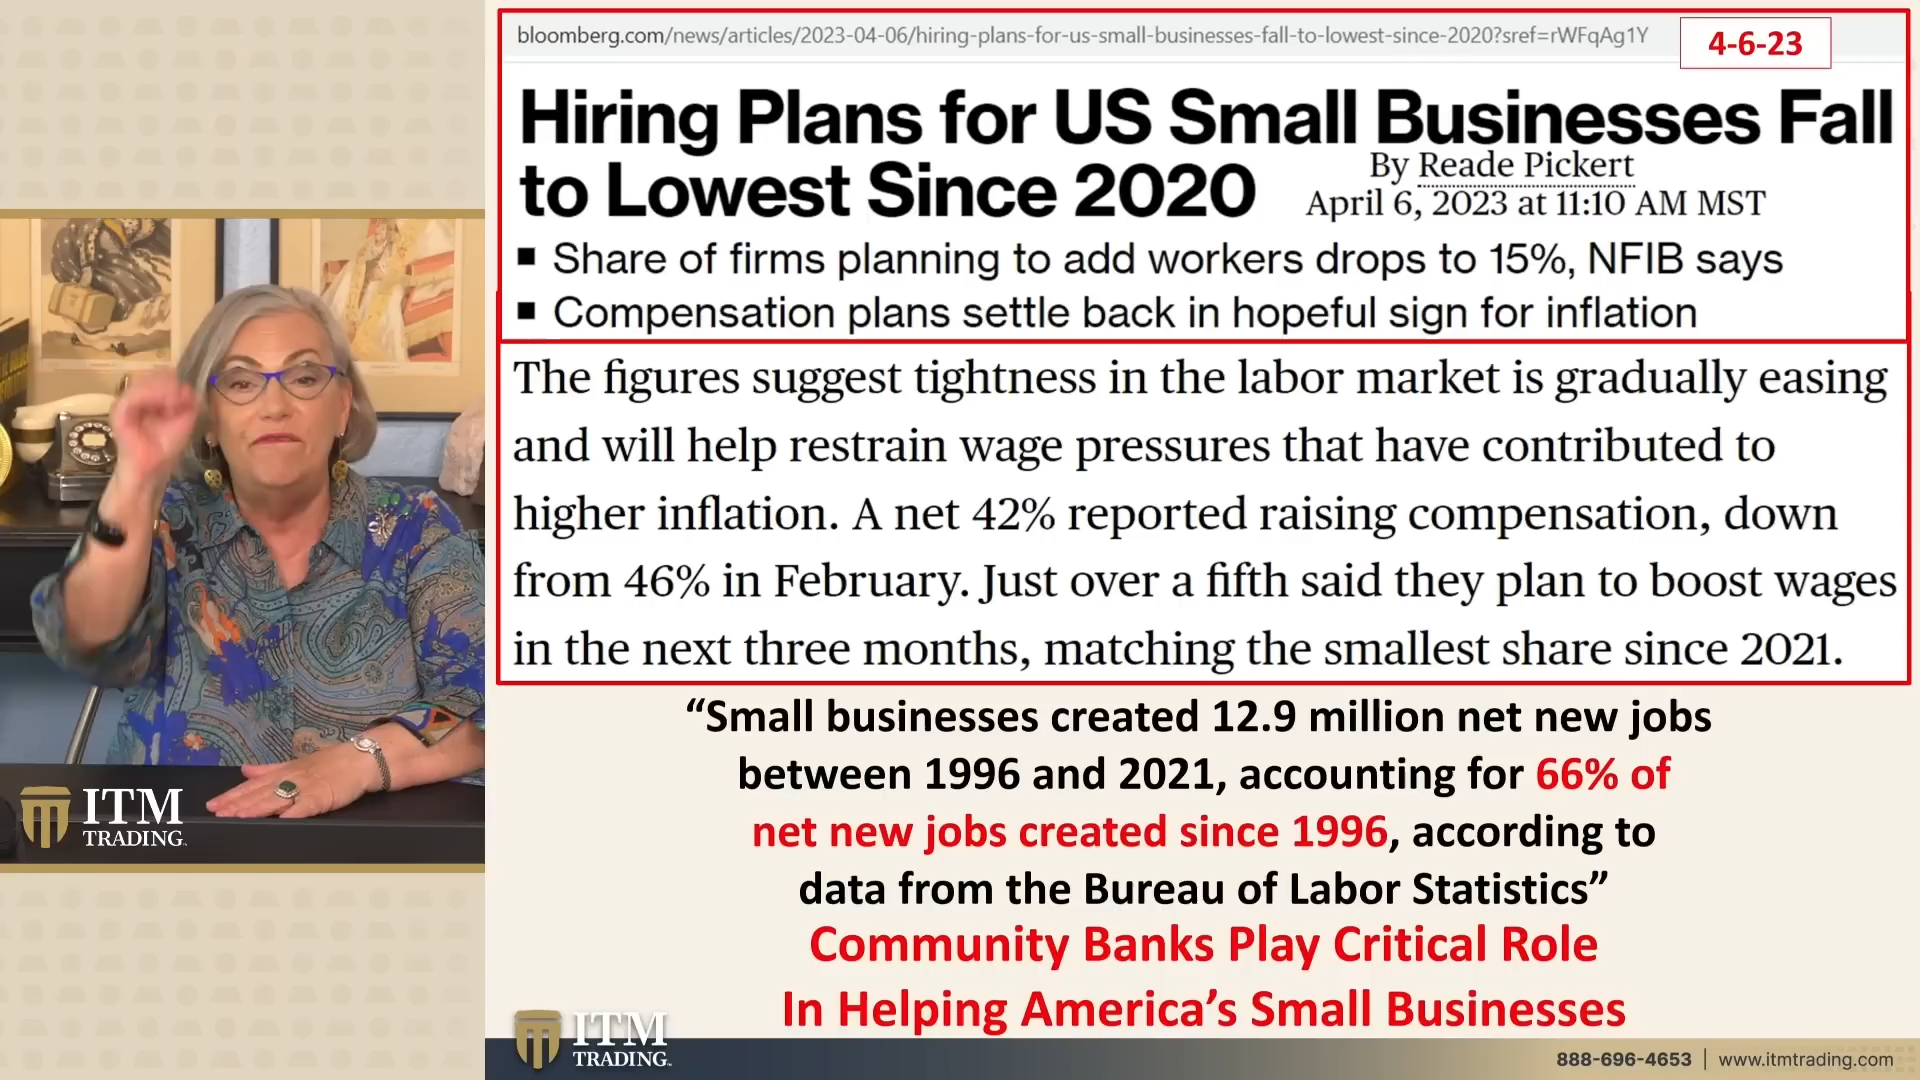 bloomberg.com/news/articles/2023-04-06/hiring-plans-for-us-small-businesses-fall-to-lowest-since-2020?sref=rWFqAg1Y
4-6-23
Hiring Plans for US Small Businesses Fall
to Lowest Since 2020
By Reade Pickert
April 6, 2023 at 11:10 AM MST
▪ Share of firms planning to add workers drops to 15%, NFIB says
▪ Compensation plans settle back in hopeful sign for inflation
The figures suggest tightness in the labor market is gradually easing
and will help restrain wage pressures that have contributed to
higher inflation. A net 42% reported raising compensation, down
from 46% in February. Just over a fifth said they plan to boost wages
in the next three months, matching the smallest share since 2021.
“Small businesses created 12.9 million net new jobs
between 1996 and 2021, accounting for 66% of
net new jobs created since 1996, according to
data from the Bureau of Labor Statistics”
Community Banks Play Critical Role
In Helping America’s Small Businesses
ITM
TRADING
ITM
TRADING
888-696-4653 | www.itmtrading.com